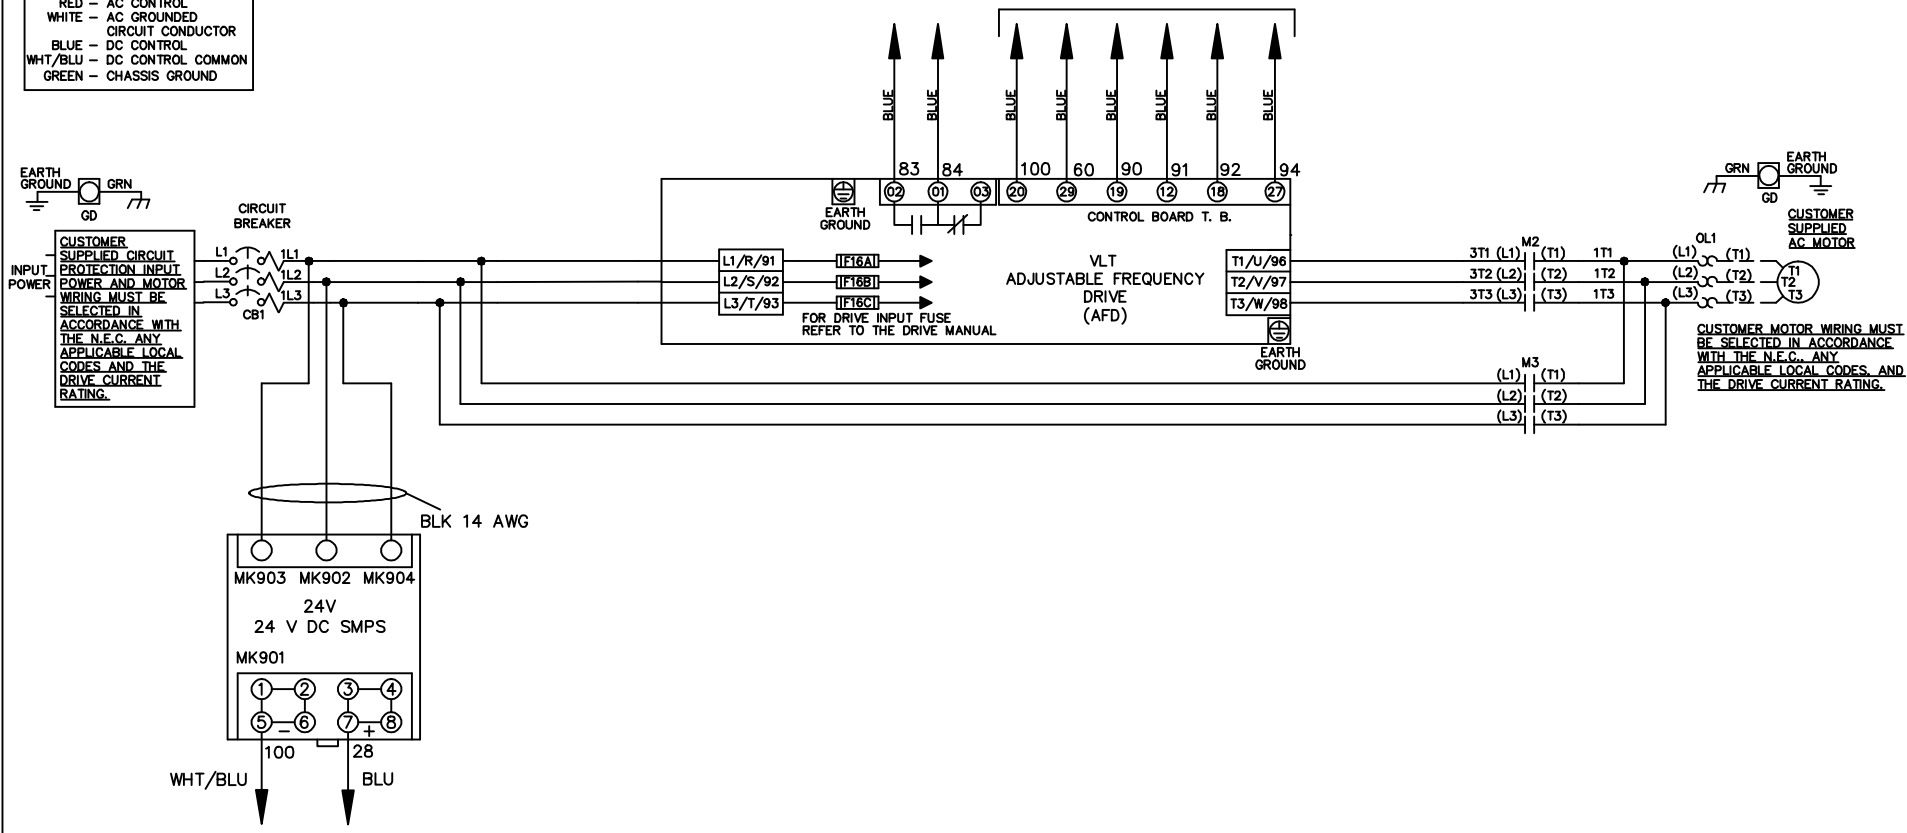 RED – AC CONTROL
WHITE – AC GROUNDED
CIRCUIT CONDUCTOR
BLUE – DC CONTROL
WHT/BLU – DC CONTROL COMMON
GREEN – CHASSIS GROUND
BLUE
BLUE
BLUE
BLUE
BLUE
BLUE
BLUE
BLUE
83
84
100
60
90
91
92
94
02
01
03
20
29
19
12
18
27
EARTH
GROUND
CONTROL BOARD T. B.
EARTH
GROUND
GRN
GD
CIRCUIT
BREAKER
INPUT
POWER
CUSTOMER
SUPPLIED CIRCUIT
PROTECTION INPUT
POWER AND MOTOR
WIRING MUST BE
SELECTED IN
ACCORDANCE WITH
THE N.E.C. ANY
APPLICABLE LOCAL
CODES AND THE
DRIVE CURRENT
RATING.
L1
L2
L3
1L1
1L2
1L3
CB1
L1/R/91
L2/S/92
L3/T/93
F16A
F16B
F16C
FOR DRIVE INPUT FUSE
REFER TO THE DRIVE MANUAL
VLT
ADJUSTABLE FREQUENCY
DRIVE
(AFD)
T1/U/96
T2/V/97
T3/W/98
EARTH
GROUND
M2
3T1 (L1) (T1) 1T1
3T2 (L2) (T2) 1T2
3T3 (L3) (T3) 1T3
M3
(L1) (T1)
(L2) (T2)
(L3) (T3)
OL1
(L1) (T1)
(L2) (T2)
(L3) (T3)
T1
T2
T3
GRN
EARTH
GROUND
GD
CUSTOMER
SUPPLIED
AC MOTOR
CUSTOMER MOTOR WIRING MUST
BE SELECTED IN ACCORDANCE
WITH THE N.E.C., ANY
APPLICABLE LOCAL CODES, AND
THE DRIVE CURRENT RATING.
BLK 14 AWG
MK903 MK902 MK904
24V
24 V DC SMPS
MK901
1 2 3 4
5 6 7 8
– +
100
28
WHT/BLU
BLU